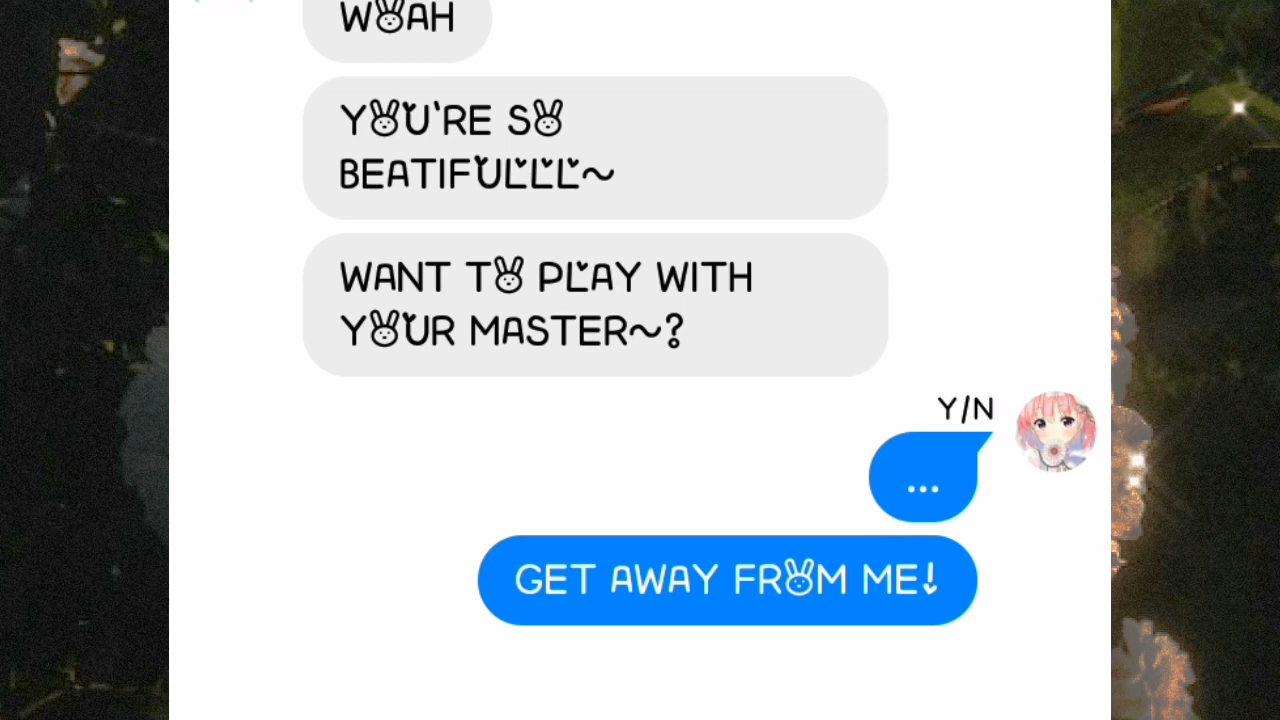 WOAH
YOU'RE SO
BEATIFULLL~
WANT TO PLAY WITH
YOUR MASTER~?
Y/N
...
GET AWAY FROM ME!